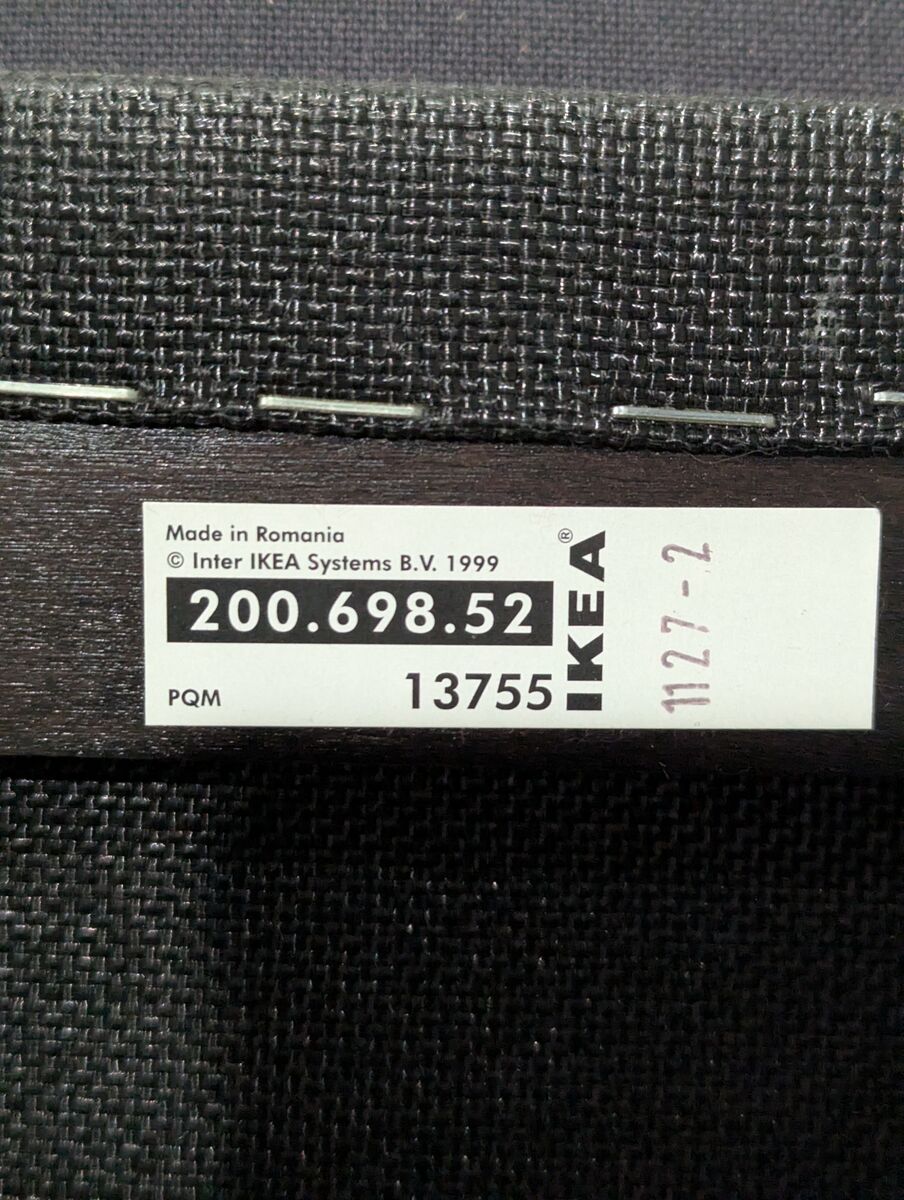 Made in Romania
© Inter IKEA Systems B.V. 1999
200.698.52
PQM 13755
IKEA®
1127-2